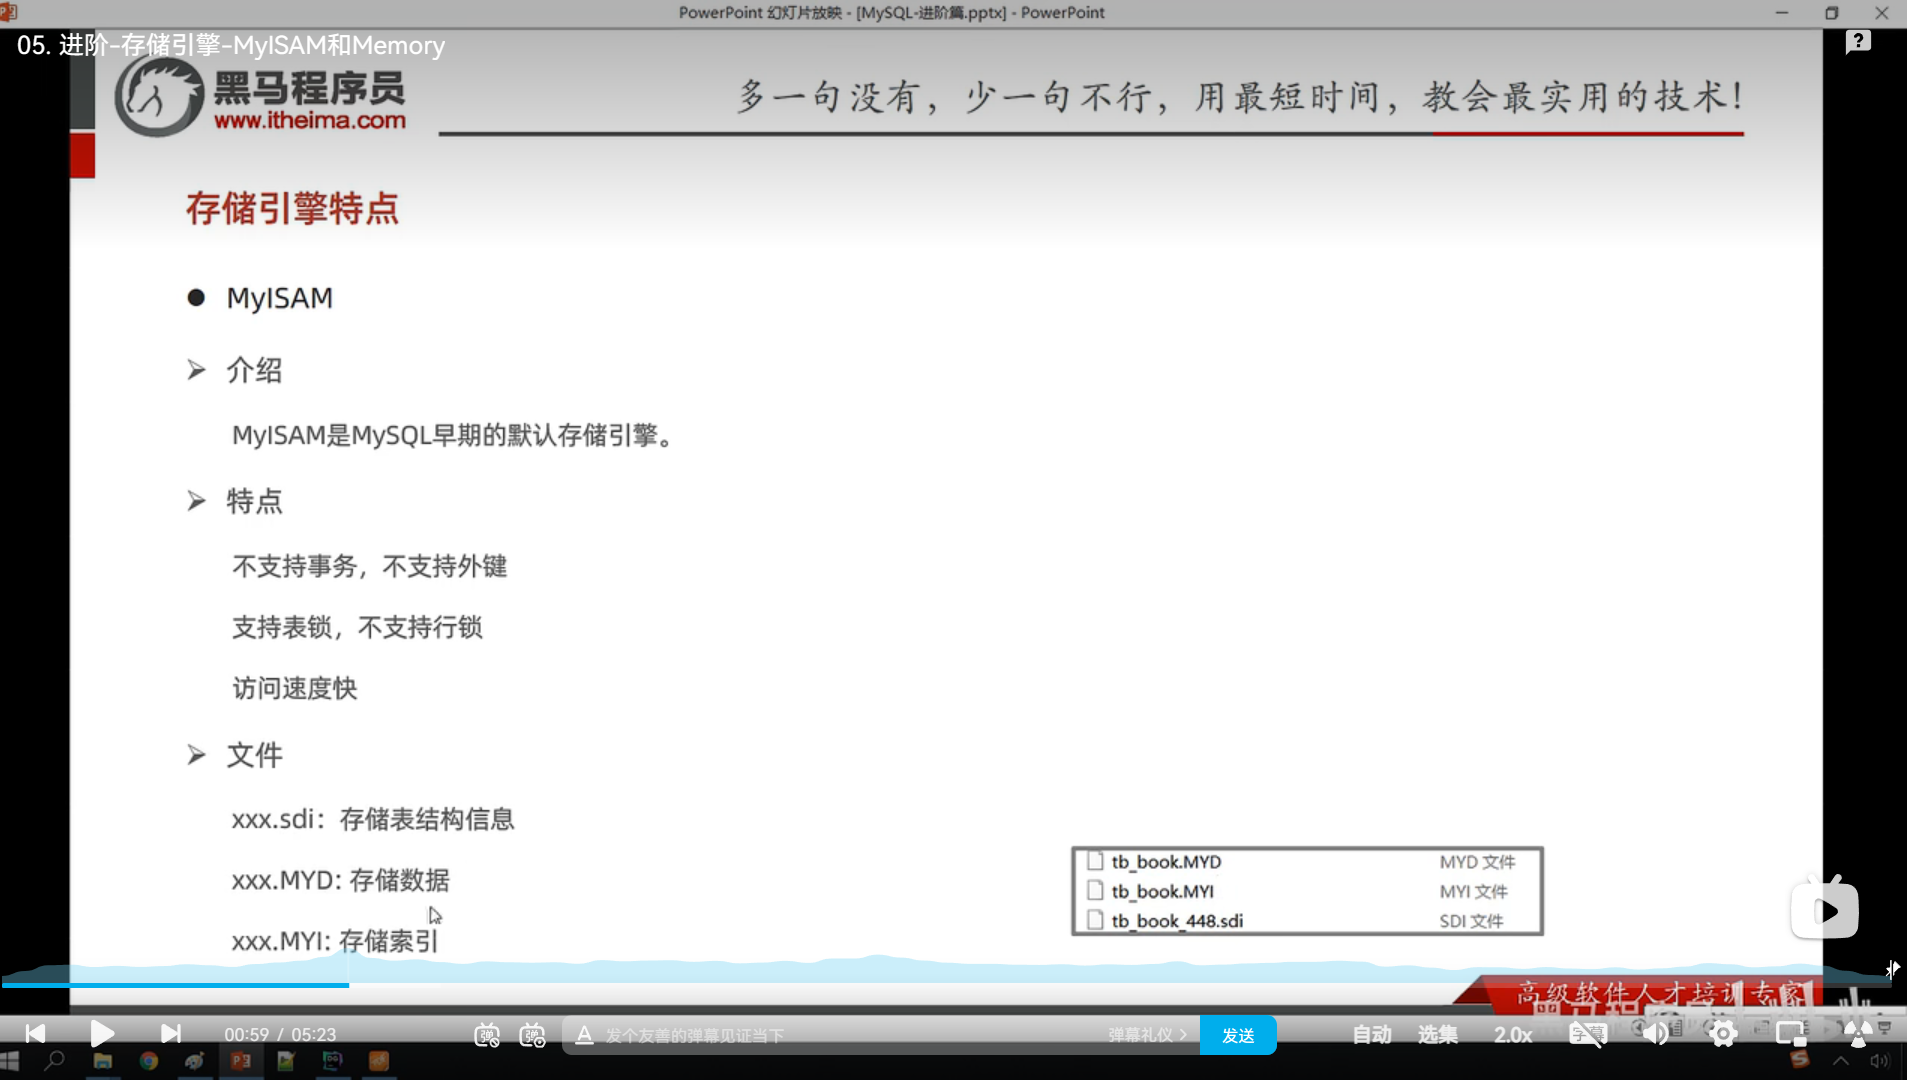 PowerPoint 幻灯片放映 - [MySQL-进阶篇.pptx] - PowerPoint
05. 进阶-存储引擎-MyISAM和Memory
黑马程序员
www.itheima.com
多一句没有，少一句不行，用最短时间，教会最实用的技术！
存储引擎特点
MyISAM
介绍
MyISAM是MySQL早期的默认存储引擎。
特点
不支持事务，不支持外键
支持表锁，不支持行锁
访问速度快
文件
xxx.sdi：存储表结构信息
xxx.MYD: 存储数据
xxx.MYI: 存储索引
tb_book.MYD MYD 文件
tb_book.MYI MYI 文件
tb_book_448.sdi SDI 文件
高级软件人才培训专家
00:59 / 05:23
弹
弹
A 发个友善的弹幕见证当下
弹幕礼仪
发送
自动
选集
2.0x
字幕